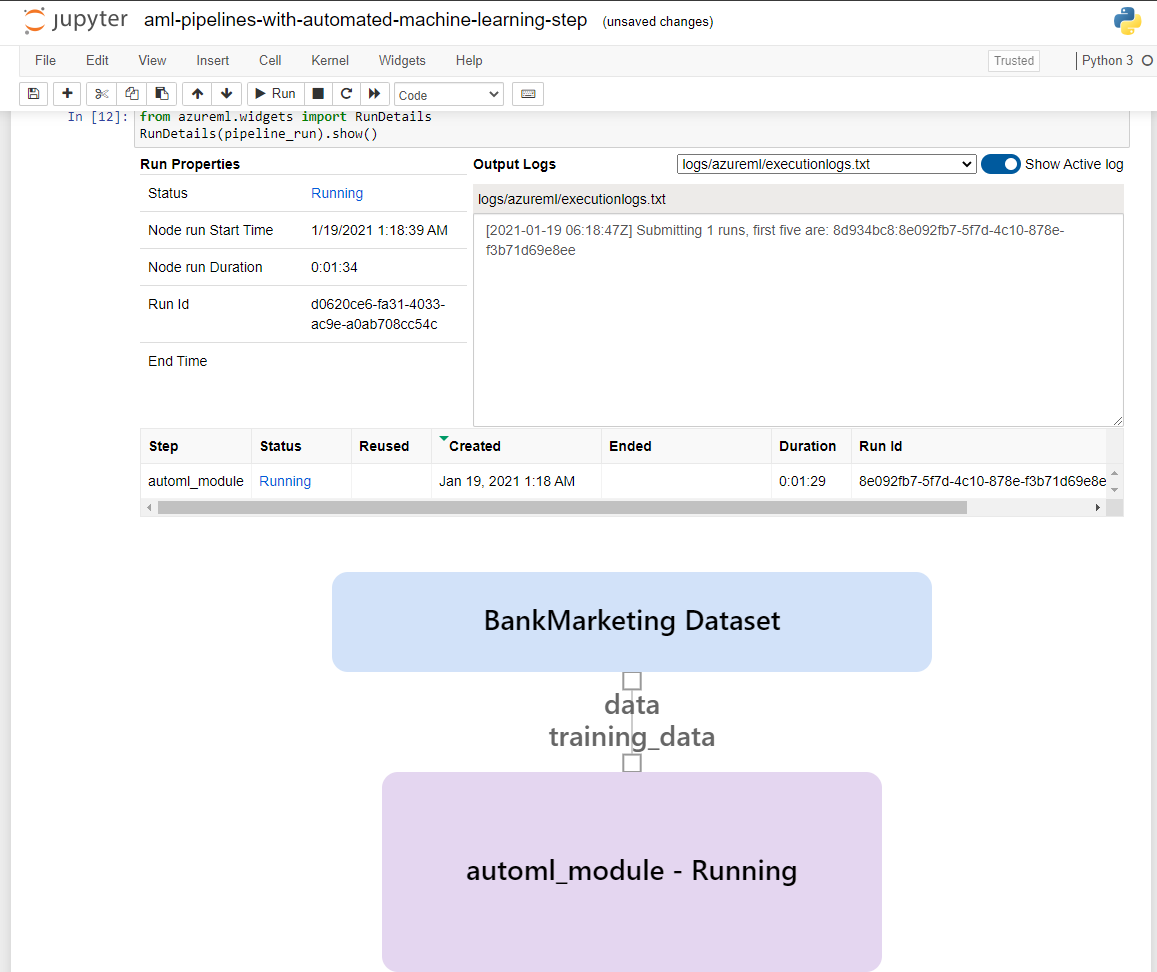 jupyter aml-pipelines-with-automated-machine-learning-step (unsaved changes)
File Edit View Insert Cell Kernel Widgets Help Trusted Python 3
Run Code
In [12]: from azureml.widgets import RunDetails
RunDetails(pipeline_run).show()
Run Properties
Status Running
Node run Start Time 1/19/2021 1:18:39 AM
Node run Duration 0:01:34
Run Id d0620ce6-fa31-4033-
ac9e-a0ab708cc54c
End Time
Output Logs logs/azureml/executionlogs.txt Show Active log
logs/azureml/executionlogs.txt
[2021-01-19 06:18:47Z] Submitting 1 runs, first five are: 8d934bc8:8e092fb7-5f7d-4c10-878e-
f3b71d69e8ee
Step Status Reused Created Ended Duration Run Id
automl_module Running Jan 19, 2021 1:18 AM 0:01:29 8e092fb7-5f7d-4c10-878e-f3b71d69e8e
BankMarketing Dataset
data
training_data
automl_module - Running